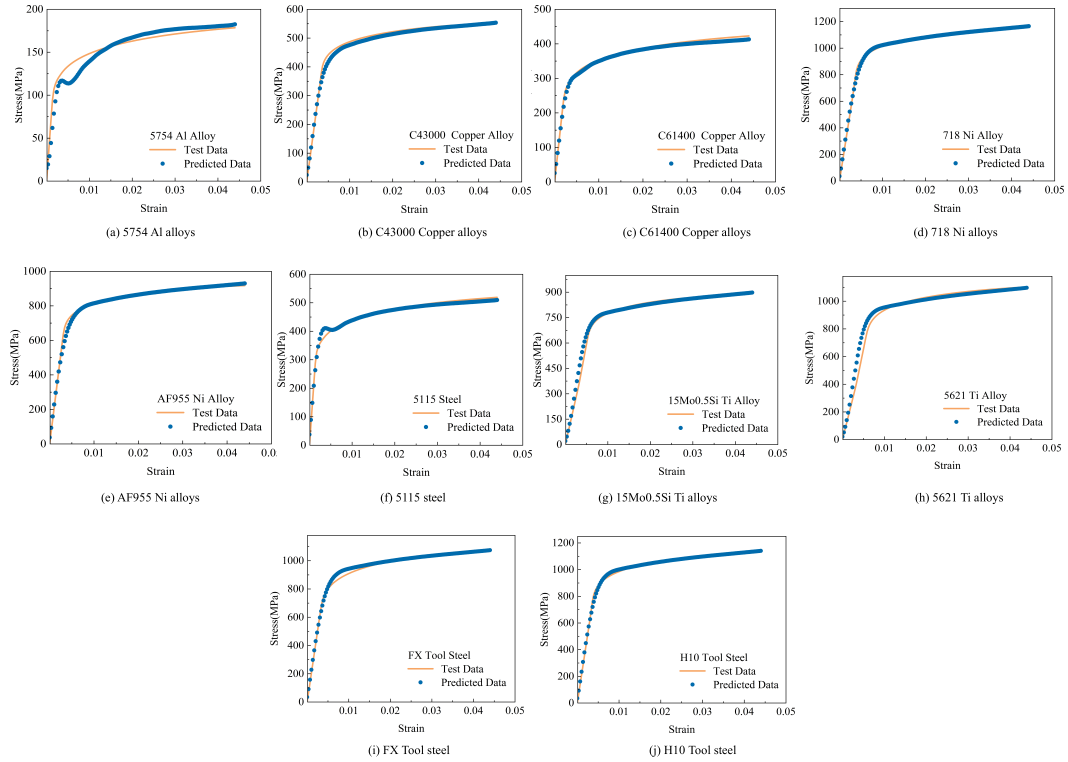 200
150
100
50
0
Stress(MPa)
5754 Al Alloy
Test Data
Predicted Data
0.01
0.02
0.03
0.04
0.05
Strain
(a) 5754 Al alloys
600
500
400
300
200
100
0
Stress(MPa)
C43000 Copper Alloy
Test Data
Predicted Data
0.01
0.02
0.03
0.04
0.05
Strain
(b) C43000 Copper alloys
500
400
300
200
100
0
Stress(MPa)
C61400 Copper Alloy
Test Data
Predicted Data
0.01
0.02
0.03
0.04
0.05
Strain
(c) C61400 Copper alloys
1200
1000
800
600
400
200
0
Stress(MPa)
718 Ni Alloy
Test Data
Predicted Data
0.01
0.02
0.03
0.04
0.05
Strain
(d) 718 Ni alloys
1000
800
600
400
200
0
Stress(MPa)
AF955 Ni Alloy
Test Data
Predicted Data
0.01
0.02
0.03
0.04
0.0
Strain
(e) AF955 Ni alloys
600
500
400
300
200
100
0
Stress(MPa)
5115 Steel
Test Data
Predicted Data
0.01
0.02
0.03
0.04
0.05
Strain
(f) 5115 steel
900
750
600
450
300
150
0
Stress(MPa)
15Mo0.5Si Ti Alloy
Test Data
Predicted Data
0.01
0.02
0.03
0.04
0.05
Strain
(g) 15Mo0.5Si Ti alloys
1000
800
600
400
200
0
Stress(MPa)
5621 Ti Alloy
Test Data
Predicted Data
0.01
0.02
0.03
0.04
0.05
Strain
(h) 5621 Ti alloys
1000
800
600
400
200
0
Stress(MPa)
FX Tool Steel
Test Data
Predicted Data
0.01
0.02
0.03
0.04
0.05
Strain
(i) FX Tool steel
1200
1000
800
600
400
200
0
Stress(MPa)
H10 Tool Steel
Test Data
Predicted Data
0.01
0.02
0.03
0.04
0.05
Strain
(j) H10 Tool steel